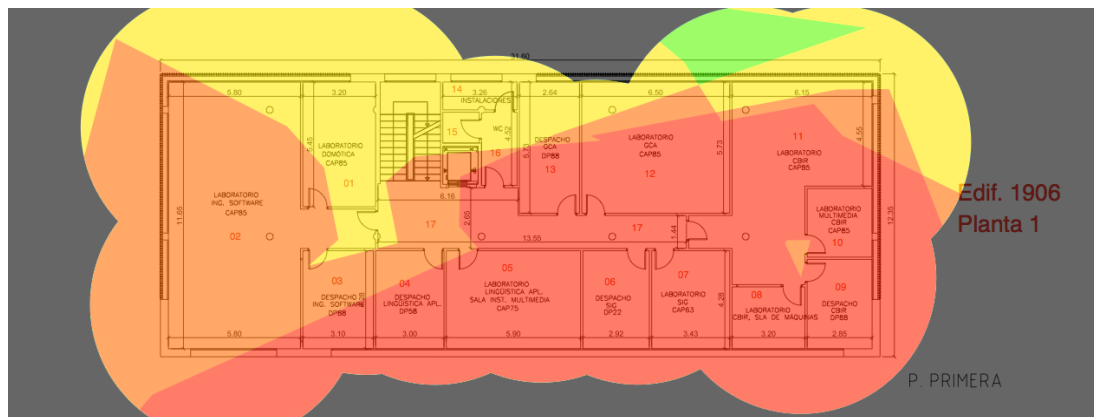 31.60
5.80
3.20
3.26
2.64
6.50
6.15
14
INSTALACIONES
15
WC
16
4.52
5.45
LABORATORIO
DOMÓTICA
CAP85
01
5.73
DESPACHO
GCA
DP88
13
LABORATORIO
GCA
CAP85
12
5.73
11
LABORATORIO
CBIR
CAP85
4.55
LABORATORIO
ING. SOFTWARE
CAP85
02
11.65
6.16
2.65
17
13.55
17
1.44
LABORATORIO
MULTIMEDIA
CBIR
CAP85
10
Edif. 1906
Planta 1
12.35
03
DESPACHO
ING. SOFTWARE
DP88
04
DESPACHO
LINGÜÍSTICA APL.
DP58
05
LABORATORIO
LINGÜÍSTICA APL.
SALA INST. MULTIMEDIA
CAP75
06
DESPACHO
SIG
DP22
07
LABORATORIO
SIG
CAP63
4.28
08
LABORATORIO
CBIR, SLA DE MÁQUINAS
09
DESPACHO
CBIR
DP88
5.80
3.10
3.00
5.90
2.92
3.43
3.20
2.85
P. PRIMERA